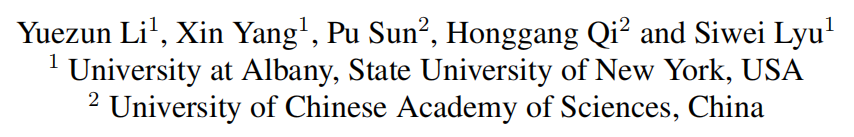 Yuezun Li¹, Xin Yang¹, Pu Sun², Honggang Qi² and Siwei Lyu¹
¹ University at Albany, State University of New York, USA
² University of Chinese Academy of Sciences, China